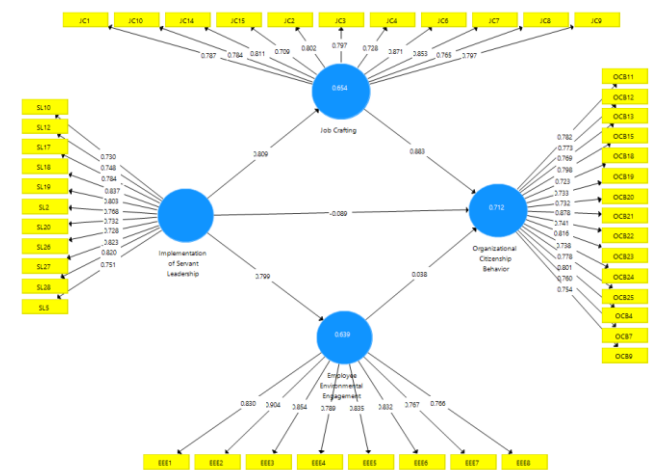 JC1 JC10 JC14 JC15 JC2 JC3 JC4 JC6 JC7 JC8 JC9
0.787 0.784 0.811 0.709 0.802 0.797 0.728 0.871 0.853 0.765 0.797
0.654
Job Crafting
SL10
SL12
SL17
SL18
SL19
SL2
SL20
SL26
SL27
SL28
SL5
0.730
0.748
0.784
0.837
0.803
0.768
0.732
0.728
0.823
0.820
0.751
Implementation
of Servant
Leadership
0.809
0.883
-0.089
0.799
0.038
0.712
Organizational
Citizenship
Behavior
0.782
0.773
0.769
0.798
0.723
0.733
0.732
0.878
0.741
0.816
0.738
0.778
0.801
0.760
0.754
OCB11
OCB12
OCB13
OCB15
OCB18
OCB19
OCB20
OCB21
OCB22
OCB23
OCB24
OCB25
OCB4
OCB7
OCB9
0.639
Employee
Environmental
Engagement
0.830 0.904 0.854 0.789 0.835 0.832 0.767 0.766
EEE1 EEE2 EEE3 EEE4 EEE5 EEE6 EEE7 EEE8